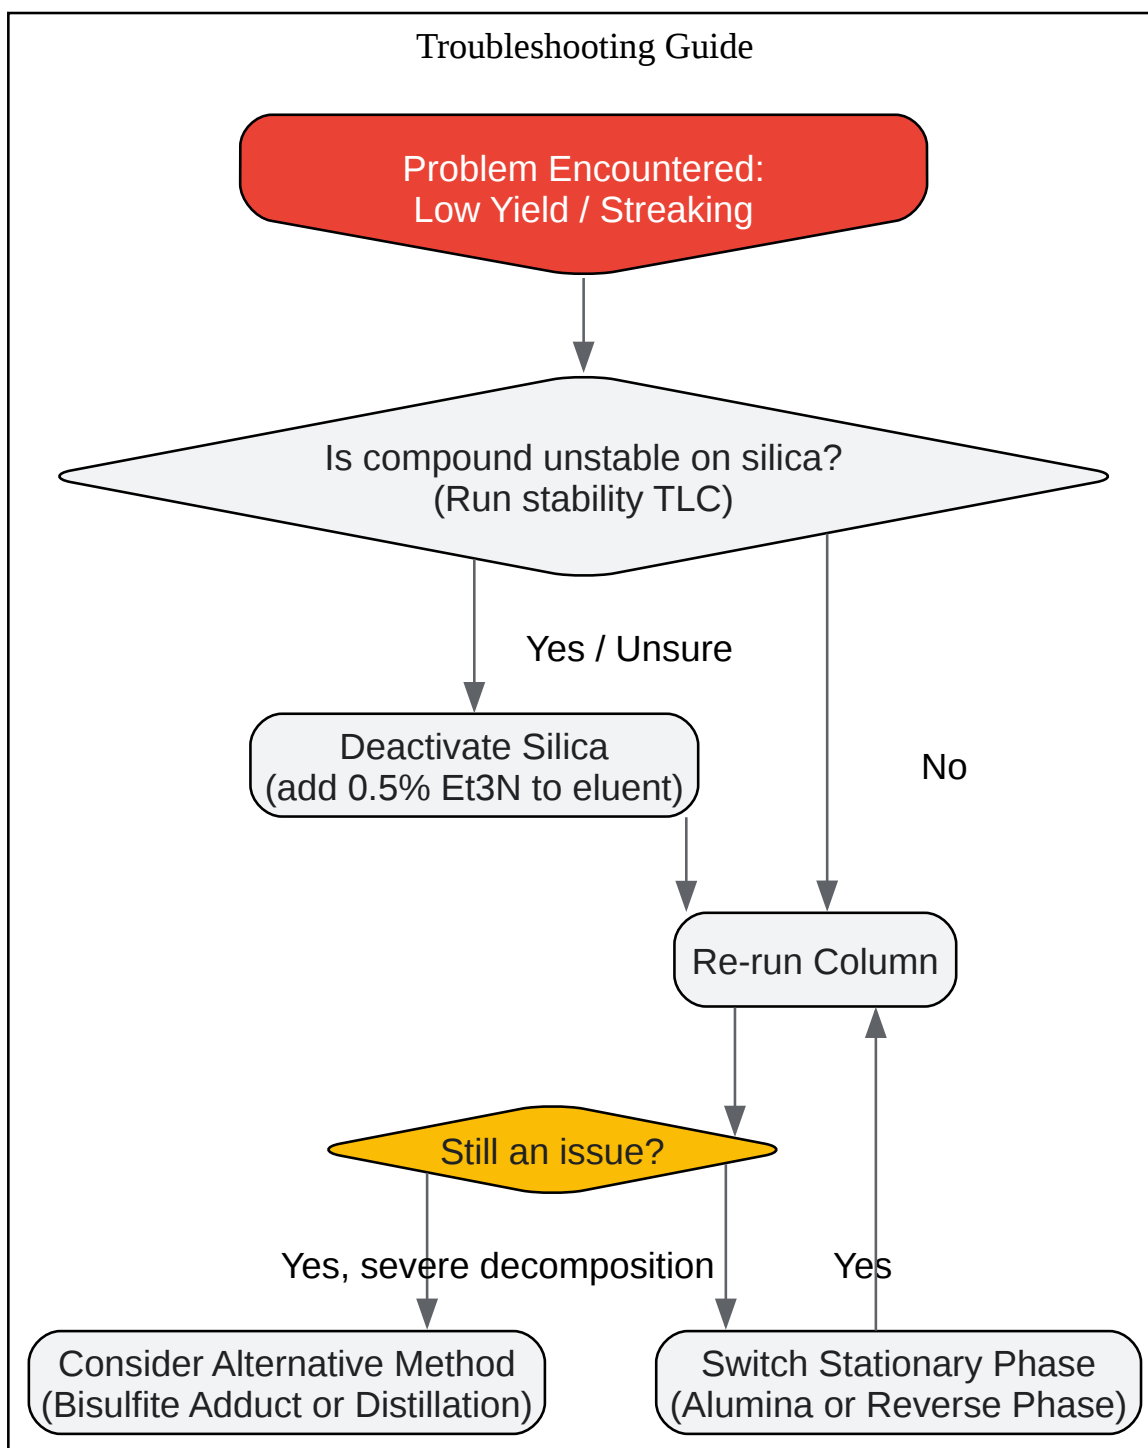 Troubleshooting Guide
Problem Encountered:
Low Yield / Streaking
Is compound unstable on silica?
(Run stability TLC)
Yes / Unsure
Deactivate Silica
(add 0.5% Et3N to eluent)
No
Re-run Column
Still an issue?
Yes, severe decomposition
Yes
Consider Alternative Method
(Bisulfite Adduct or Distillation)
Switch Stationary Phase
(Alumina or Reverse Phase)